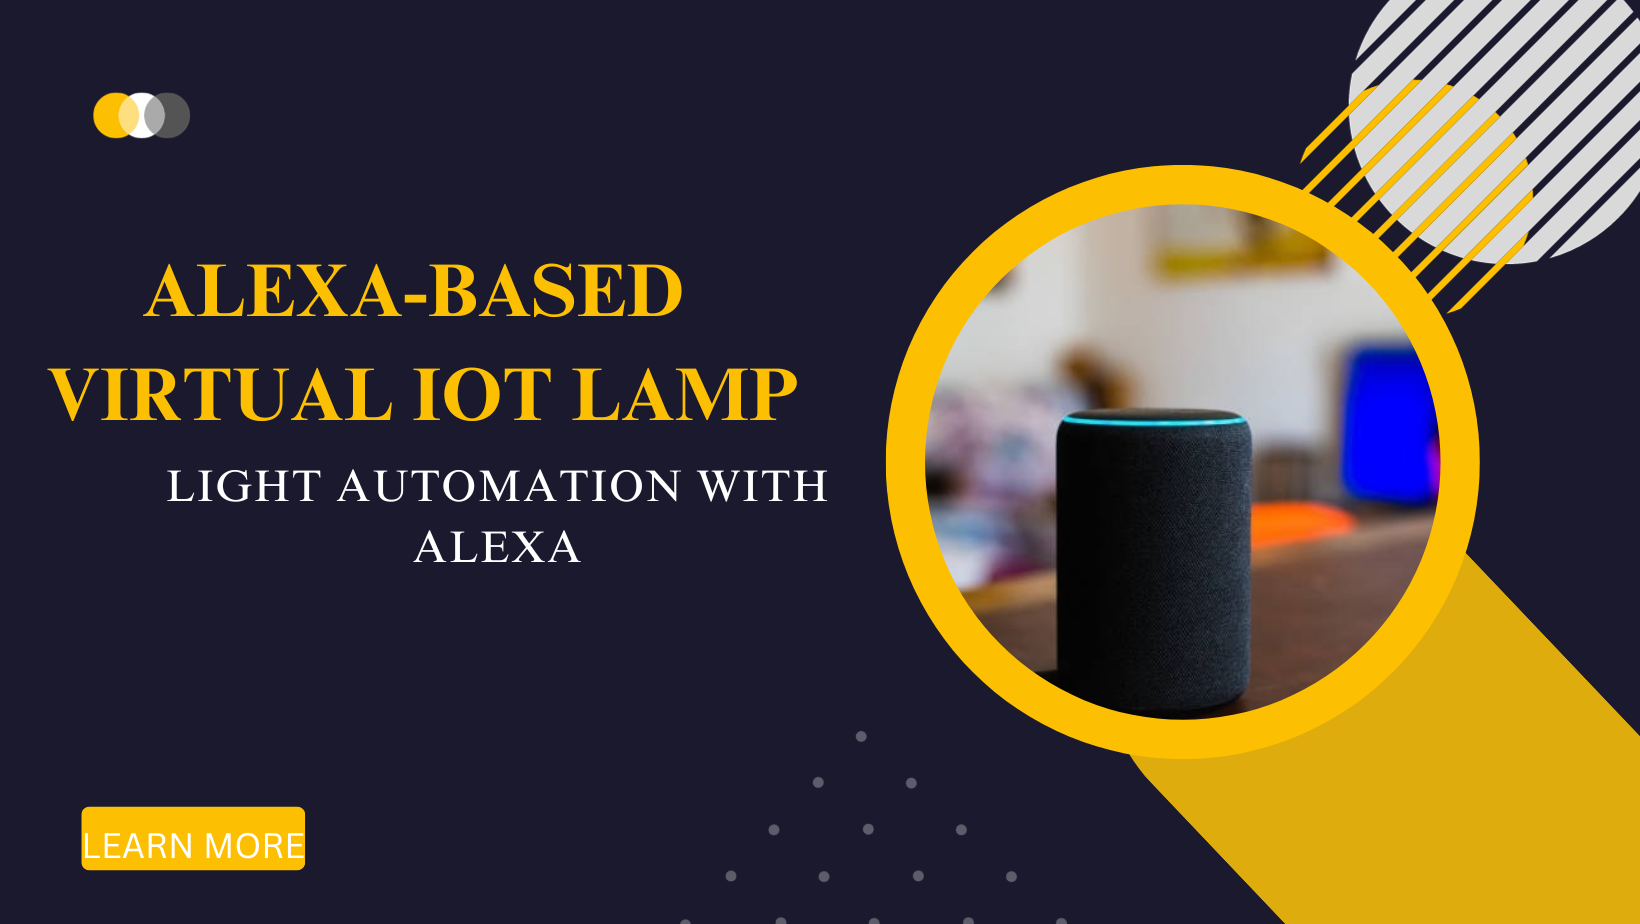 ALEXA-BASED
VIRTUAL IOT LAMP
LIGHT AUTOMATION WITH
ALEXA
LEARN MORE